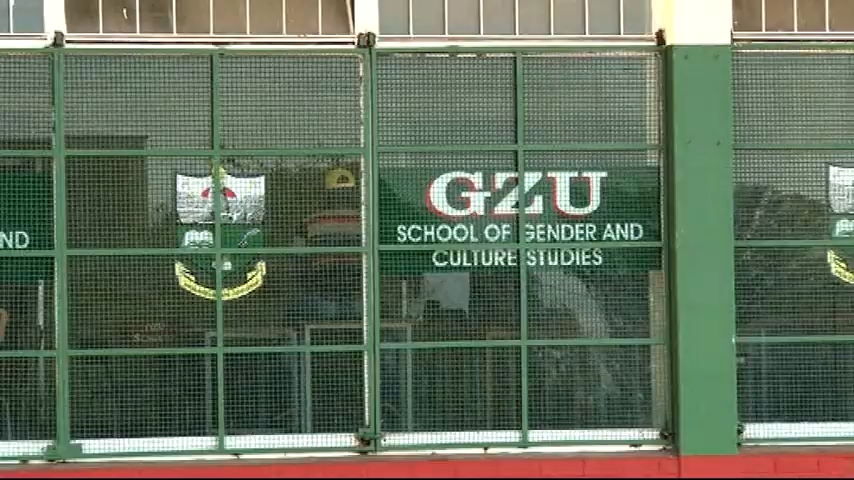 ND
GZU
SCHOOL OF GENDER AND
CULTURE STUDIES